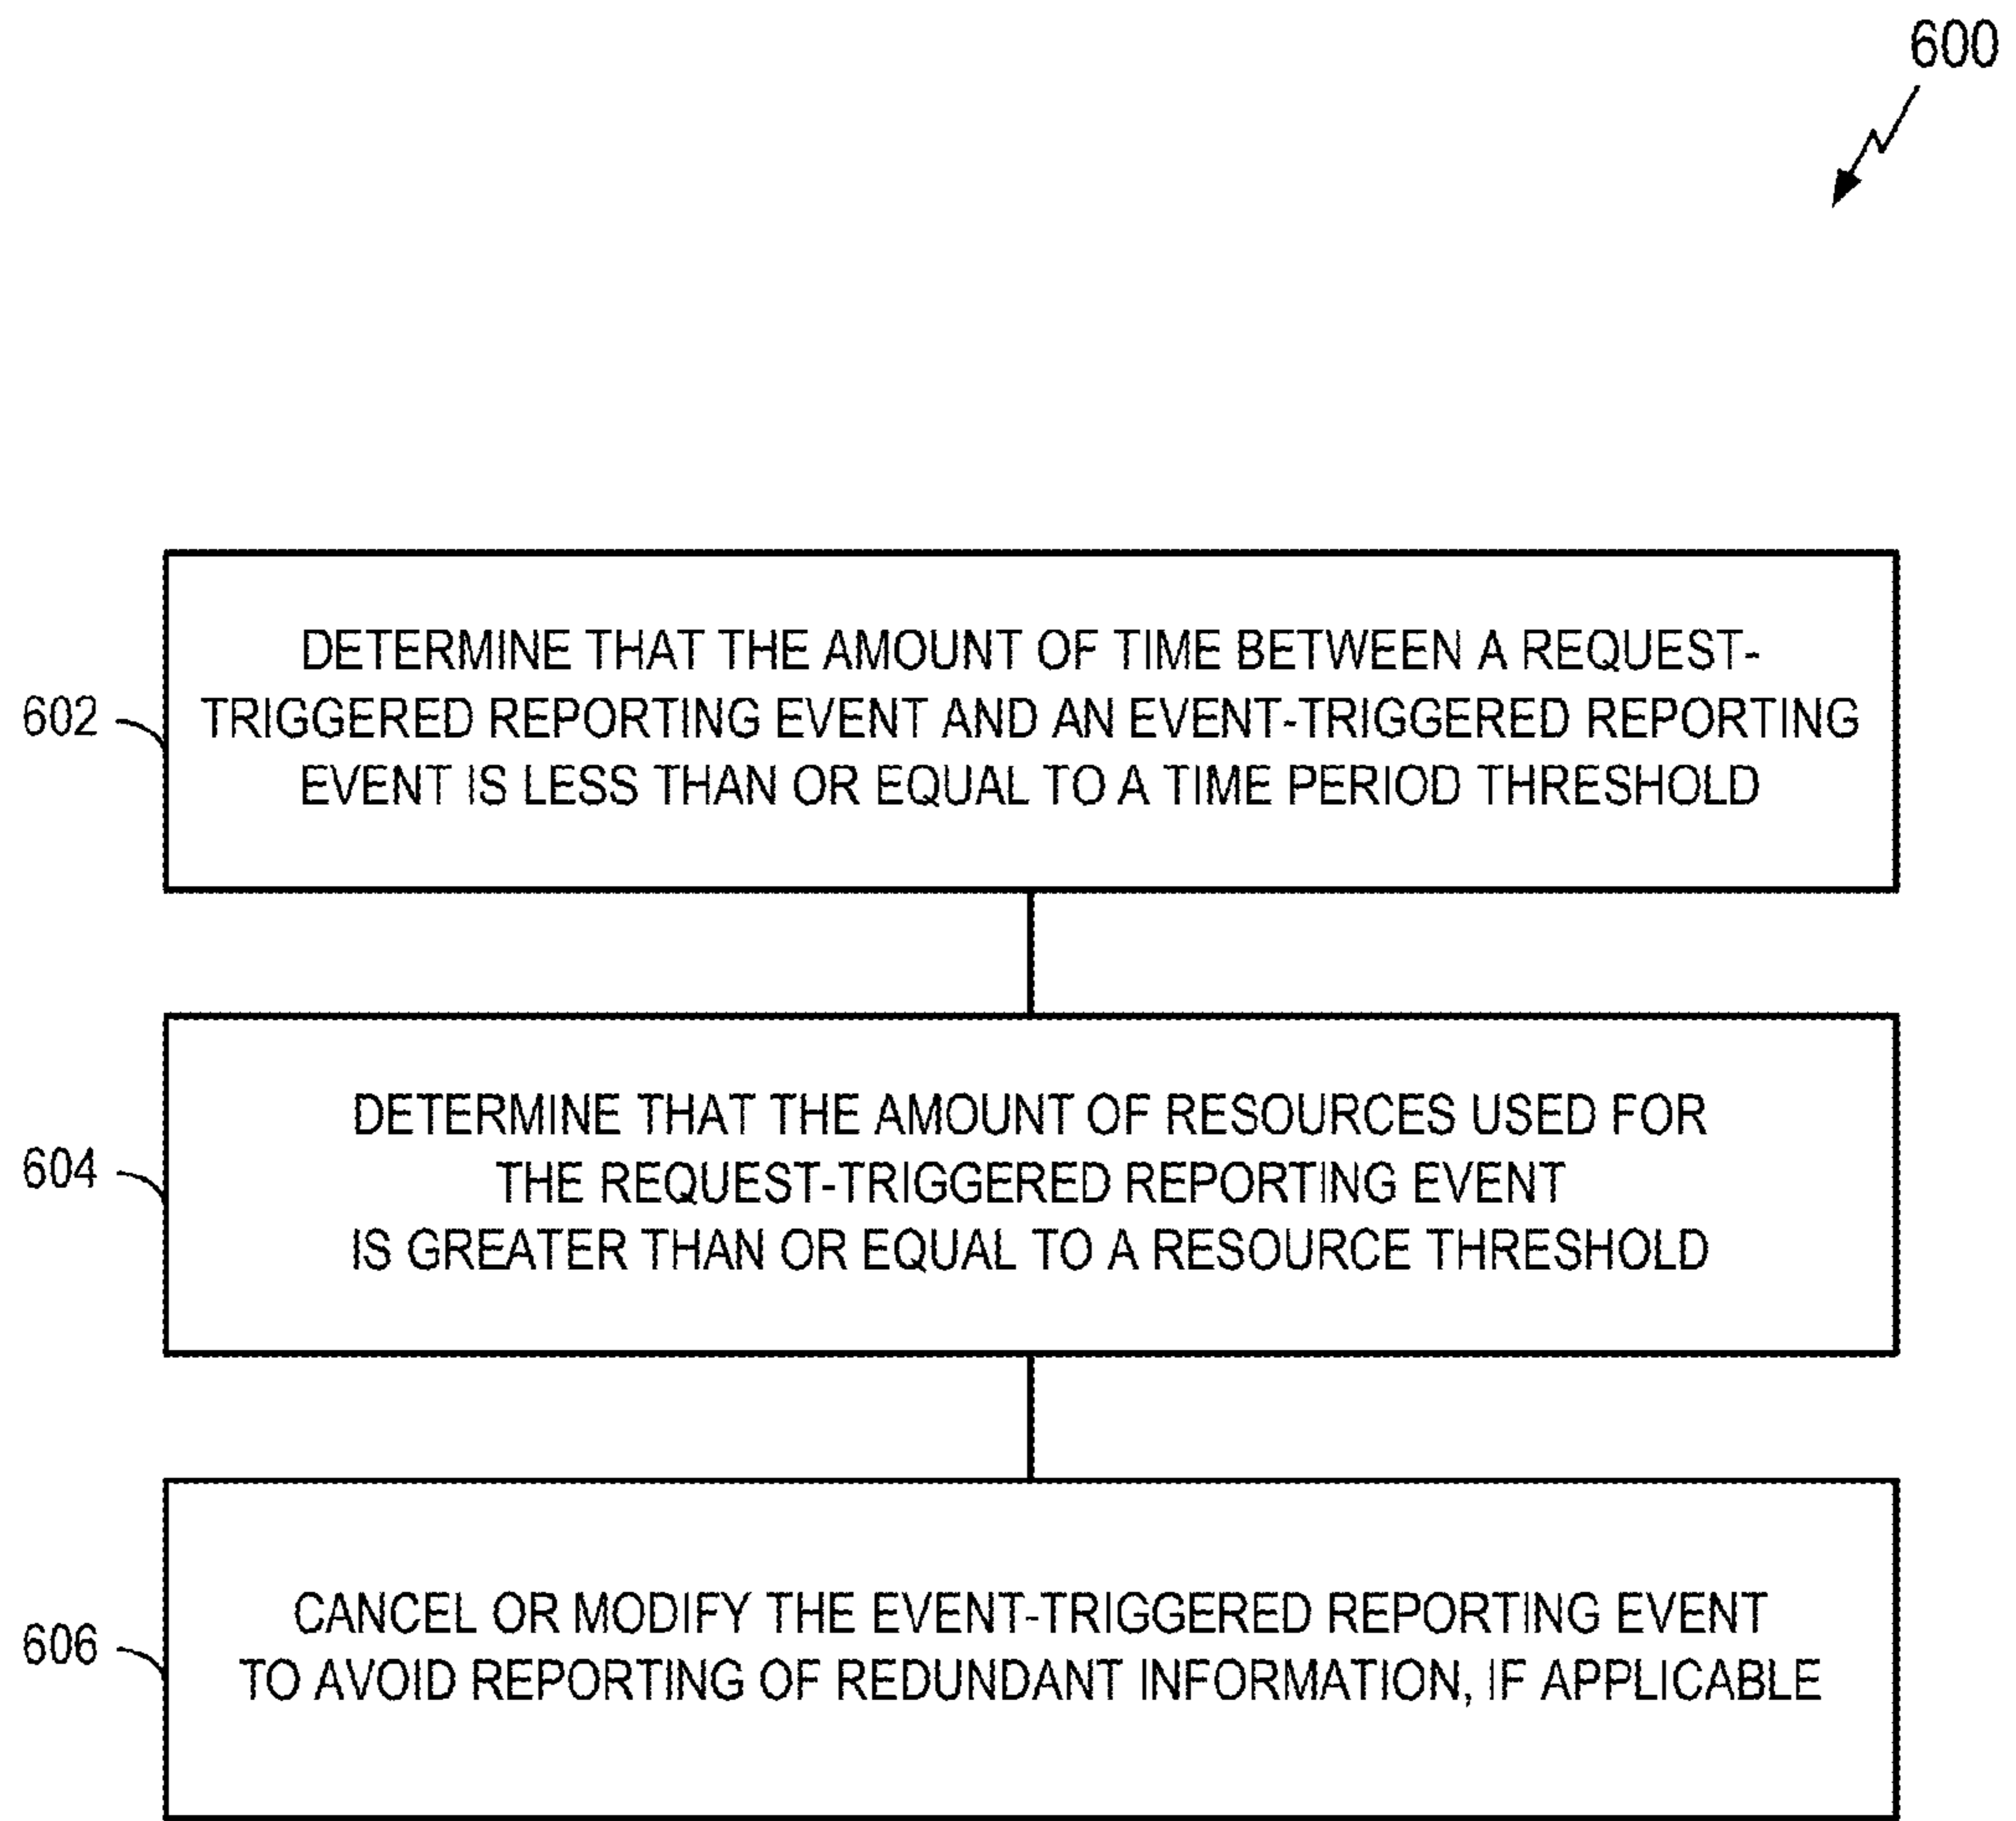 600
DETERMINE THAT THE AMOUNT OF TIME BETWEEN A REQUEST-
TRIGGERED REPORTING EVENT AND AN EVENT-TRIGGERED REPORTING
EVENT IS LESS THAN OR EQUAL TO A TIME PERIOD THRESHOLD
602
DETERMINE THAT THE AMOUNT OF RESOURCES USED FOR
THE REQUEST-TRIGGERED REPORTING EVENT
IS GREATER THAN OR EQUAL TO A RESOURCE THRESHOLD
604
CANCEL OR MODIFY THE EVENT-TRIGGERED REPORTING EVENT
TO AVOID REPORTING OF REDUNDANT INFORMATION, IF APPLICABLE
606